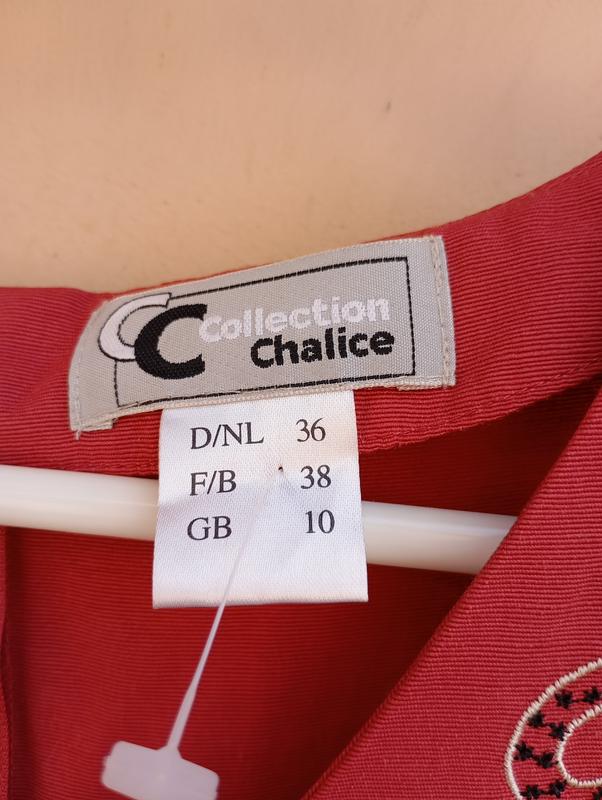 CC Collection
Chalice
D/NL 36
F/B 38
GB 10